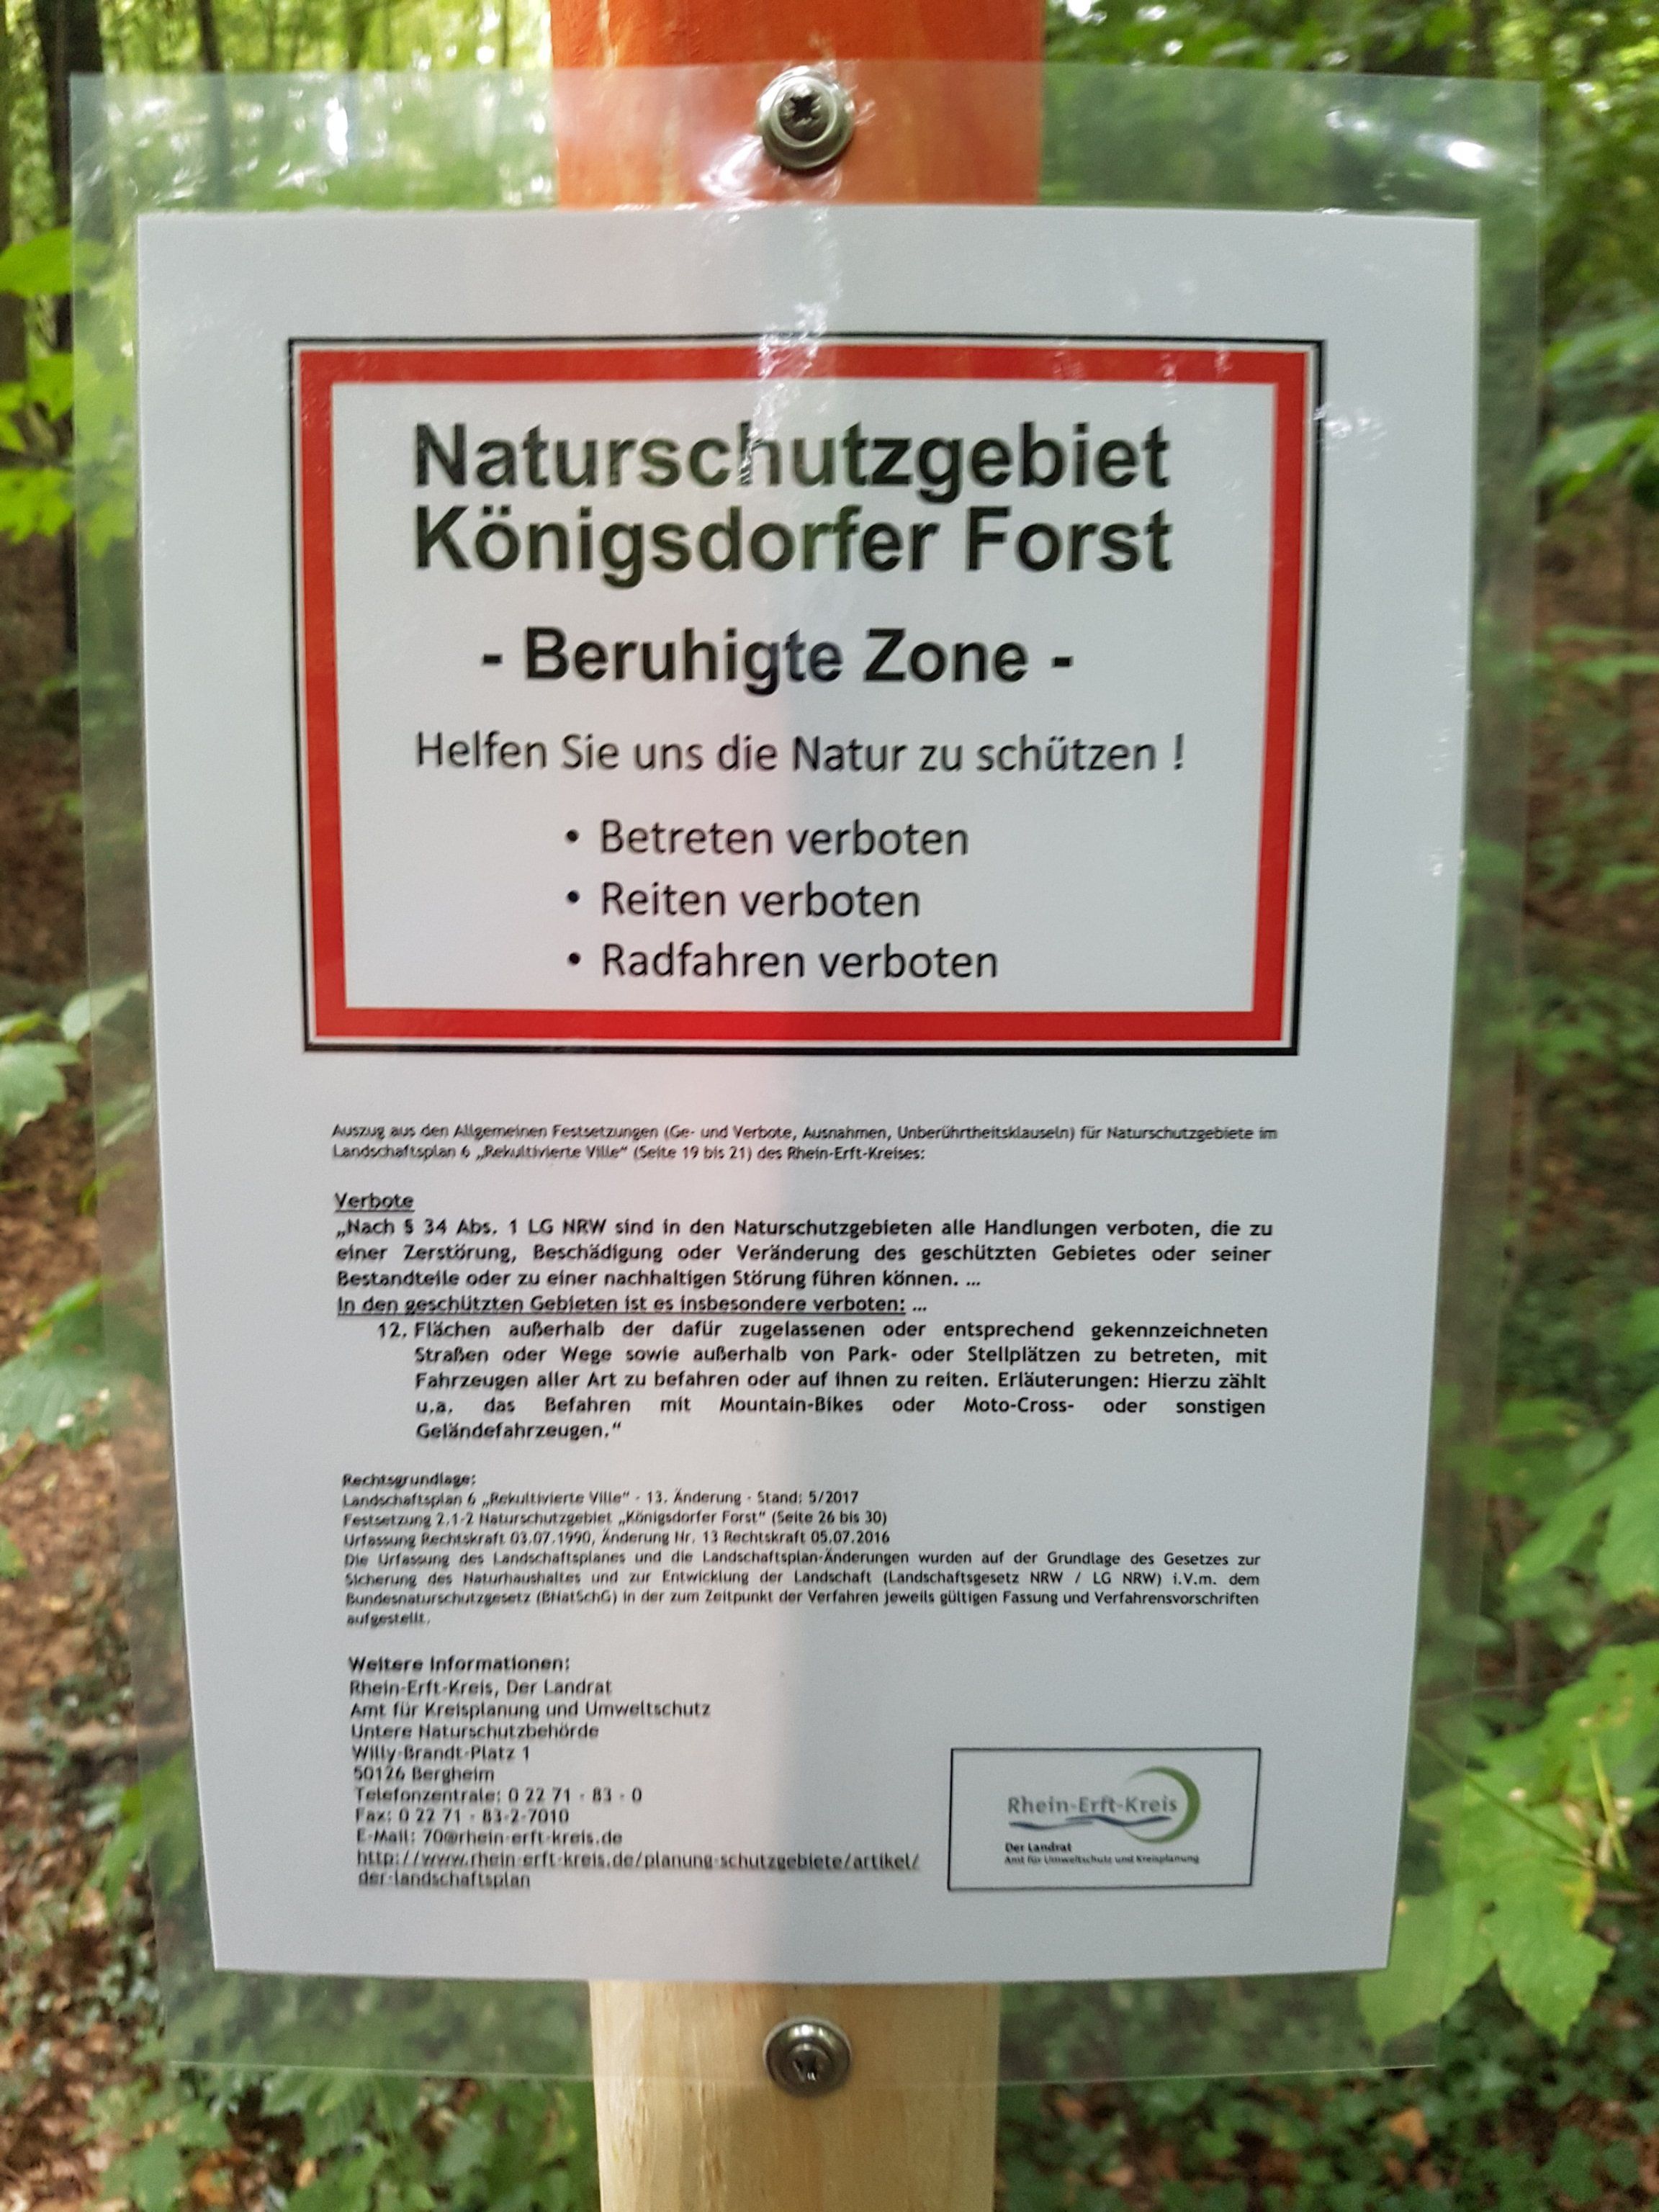 Naturschutzgebiet
Königsdorfer Forst
- Beruhigte Zone -
Helfen Sie uns die Natur zu schützen !
• Betreten verboten
• Reiten verboten
• Radfahren verboten
Auszug aus den Allgemeinen Festsetzungen (Ge- und Verbote, Ausnahmen, Unberührtheitsklauseln) für Naturschutzgebiete im
Landschaftsplan 6 „Rekultivierte Ville“ (Seite 19 bis 21) des Rhein-Erft-Kreises:
Verbote
„Nach § 34 Abs. 1 LG NRW sind in den Naturschutzgebieten alle Handlungen verboten, die zu
einer Zerstörung, Beschädigung oder Veränderung des geschützten Gebietes oder seiner
Bestandteile oder zu einer nachhaltigen Störung führen können. ...
In den geschützten Gebieten ist es insbesondere verboten: ...
12. Flächen außerhalb der dafür zugelassenen oder entsprechend gekennzeichneten
Straßen oder Wege sowie außerhalb von Park- oder Stellplätzen zu betreten, mit
Fahrzeugen aller Art zu befahren oder auf ihnen zu reiten. Erläuterungen: Hierzu zählt
u.a. das Befahren mit Mountain-Bikes oder Moto-Cross- oder sonstigen
Geländefahrzeugen.“
Rechtsgrundlage:
Landschaftsplan 6 „Rekultivierte Ville“ - 13. Änderung - Stand: 5/2017
Festsetzung 2.1-2 Naturschutzgebiet „Königsdorfer Forst“ (Seite 26 bis 30)
Urfassung Rechtskraft 03.07.1990, Änderung Nr. 13 Rechtskraft 05.07.2016
Die Urfassung des Landschaftsplanes und die Landschaftsplan-Änderungen wurden auf der Grundlage des Gesetzes zur
Sicherung des Naturhaushaltes und zur Entwicklung der Landschaft (Landschaftsgesetz NRW / LG NRW) i.V.m. dem
Bundesnaturschutzgesetz (BNatSchG) in der zum Zeitpunkt der Verfahren jeweils gültigen Fassung und Verfahrensvorschriften
aufgestellt.
Weitere Informationen:
Rhein-Erft-Kreis, Der Landrat
Amt für Kreisplanung und Umweltschutz
Untere Naturschutzbehörde
Willy-Brandt-Platz 1
50126 Bergheim
Telefonzentrale: 0 22 71 - 83 - 0
Fax: 0 22 71 - 83-2-7010
E-Mail: 70@rhein-erft-kreis.de
http://www.rhein-erft-kreis.de/planung-schutzgebiete/artikel/
der-landschaftsplan
Rhein-Erft-Kreis
Der Landrat
Amt für Umweltschutz und Kreisplanung